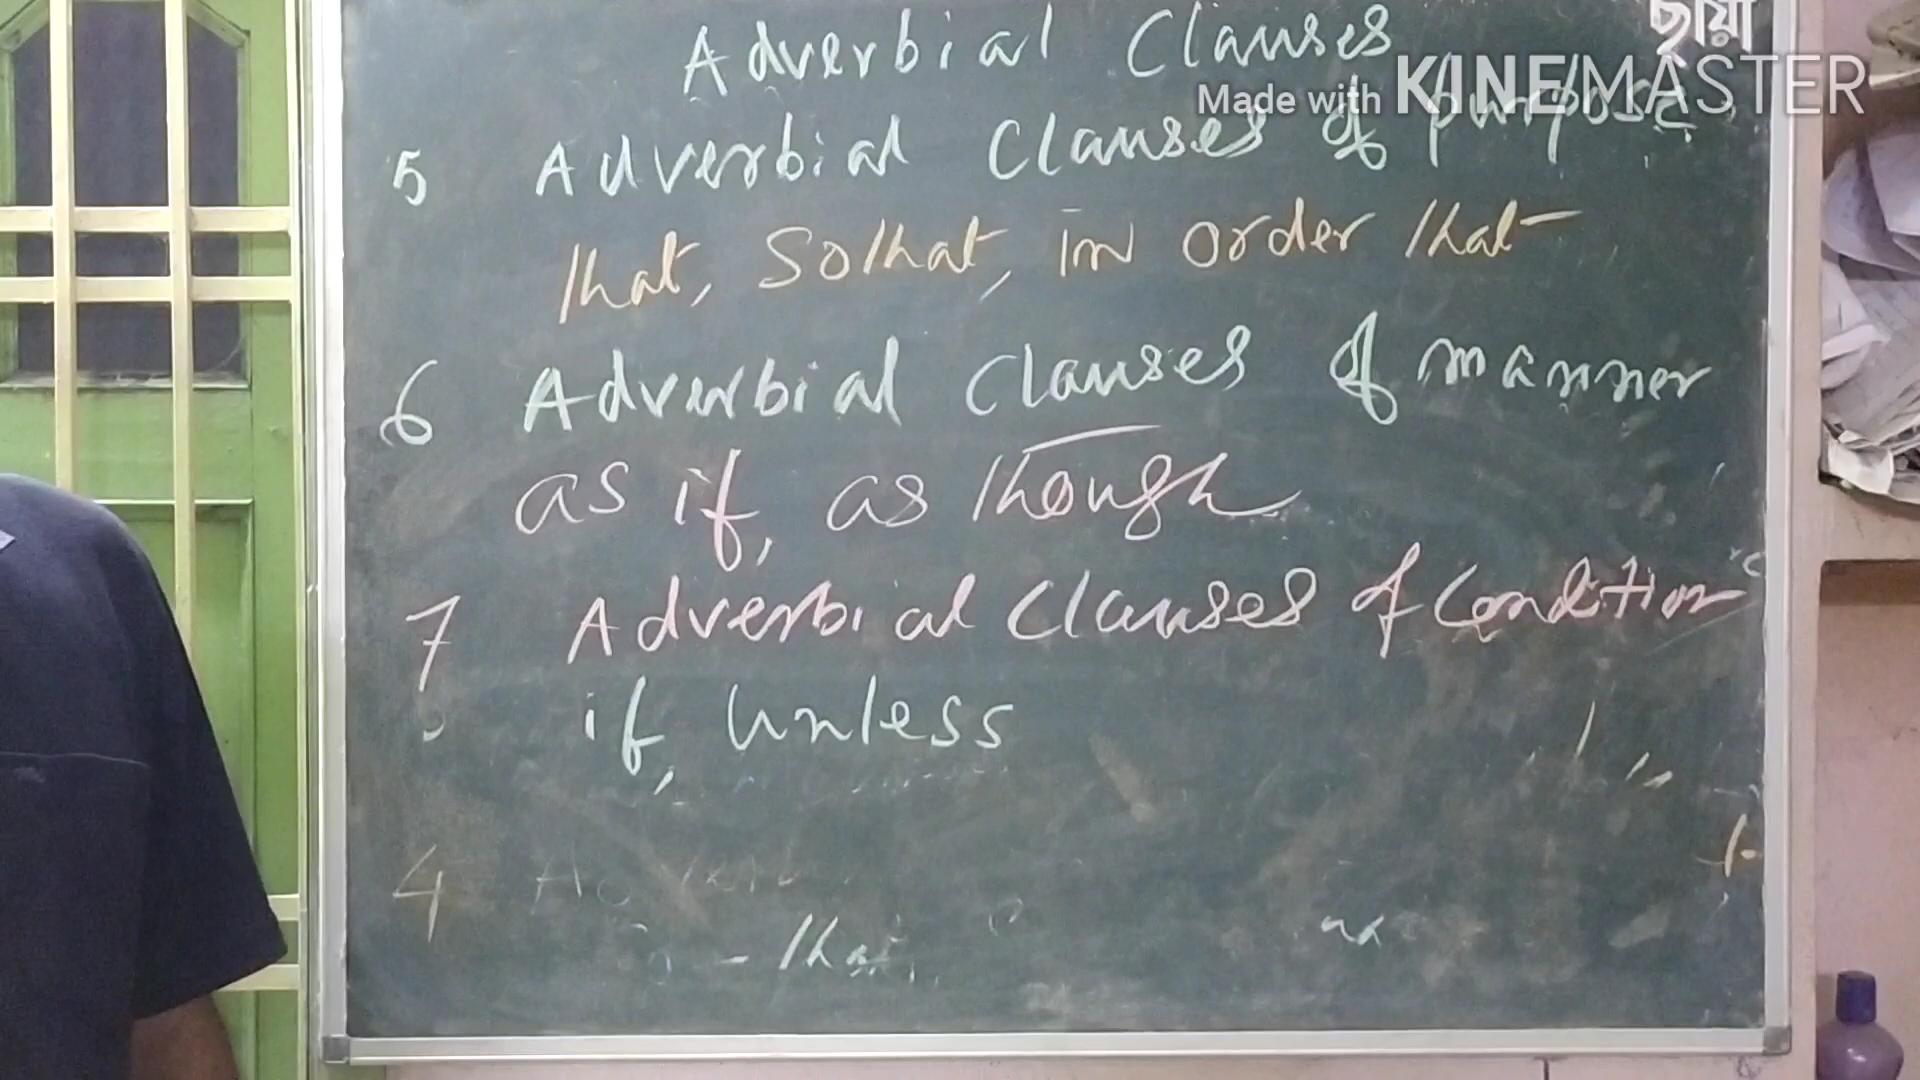 ছায়া
Adverbial Clauses
Made with KINEMASTER
5 Adverbial Clauses of purpose
that, Sothat, in order that
6 Adverbial Clauses of manner
as if, as though
7 Adverbial Clauses of Condition
if, unless
4
- that